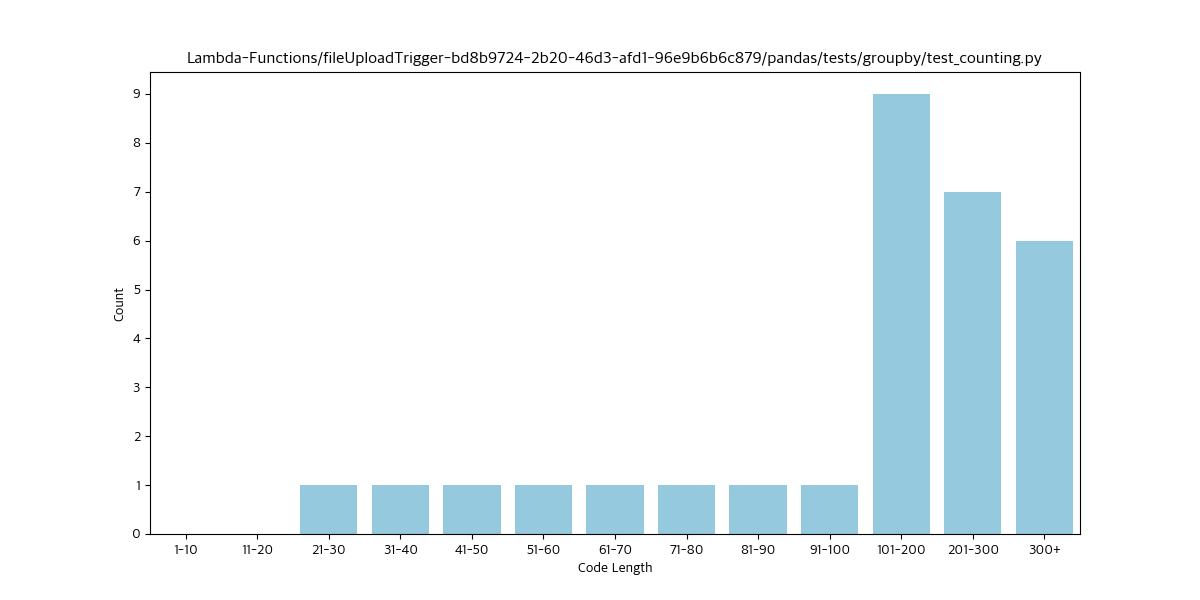 Lambda-Functions/fileUploadTrigger-bd8b9724-2b20-46d3-afd1-96e9b6b6c879/pandas/tests/groupby/test_counting.py
9
8
7
6
5
4
3
2
1
0
Count
1-10 11-20 21-30 31-40 41-50 51-60 61-70 71-80 81-90 91-100 101-200 201-300 300+
Code Length